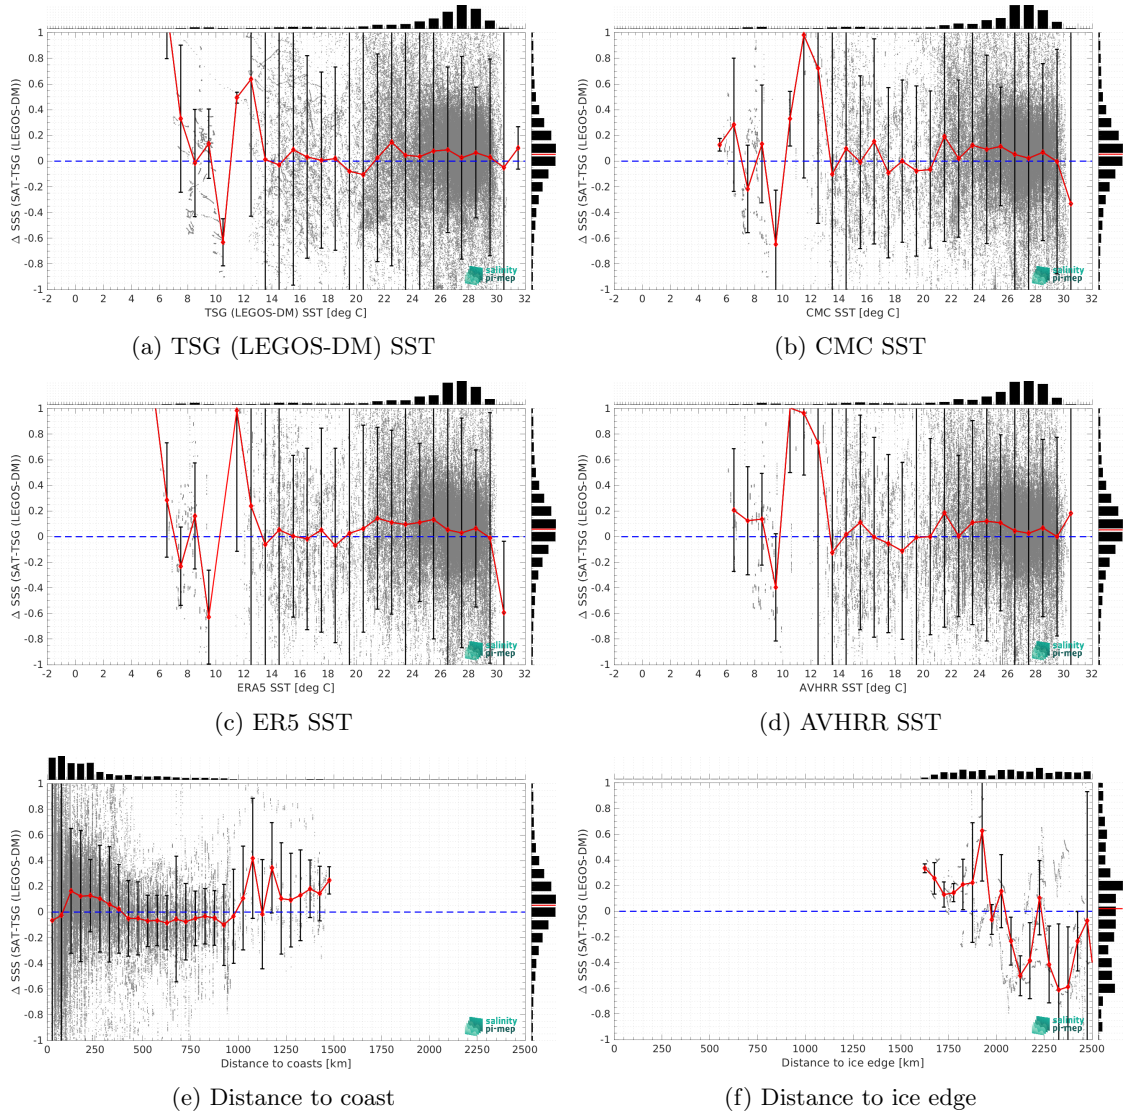 1
0.8
0.6
0.4
0.2
0
-0.2
-0.4
-0.6
-0.8
-1
Δ SSS (SAT-TSG (LEGOS-DM))
salinity
pi-mep
-2 0 2 4 6 8 10 12 14 16 18 20 22 24 26 28 30 32
TSG (LEGOS-DM) SST [deg C]
(a) TSG (LEGOS-DM) SST
1
0.8
0.6
0.4
0.2
0
-0.2
-0.4
-0.6
-0.8
-1
Δ SSS (SAT-TSG (LEGOS-DM))
salinity
pi-mep
-2 0 2 4 6 8 10 12 14 16 18 20 22 24 26 28 30 32
CMC SST [deg C]
(b) CMC SST
1
0.8
0.6
0.4
0.2
0
-0.2
-0.4
-0.6
-0.8
-1
Δ SSS (SAT-TSG (LEGOS-DM))
salinity
pi-mep
-2 0 2 4 6 8 10 12 14 16 18 20 22 24 26 28 30 32
ERA5 SST [deg C]
(c) ER5 SST
1
0.8
0.6
0.4
0.2
0
-0.2
-0.4
-0.6
-0.8
-1
Δ SSS (SAT-TSG (LEGOS-DM))
salinity
pi-mep
-2 0 2 4 6 8 10 12 14 16 18 20 22 24 26 28 30 32
AVHRR SST [deg C]
(d) AVHRR SST
1
0.8
0.6
0.4
0.2
0
-0.2
-0.4
-0.6
-0.8
-1
Δ SSS (SAT-TSG (LEGOS-DM))
salinity
pi-mep
0 250 500 750 1000 1250 1500 1750 2000 2250 2500
Distance to coasts [km]
(e) Distance to coast
1
0.8
0.6
0.4
0.2
0
-0.2
-0.4
-0.6
-0.8
-1
Δ SSS (SAT-TSG (LEGOS-DM))
salinity
pi-mep
0 250 500 750 1000 1250 1500 1750 2000 2250 2500
Distance to ice edge [km]
(f) Distance to ice edge